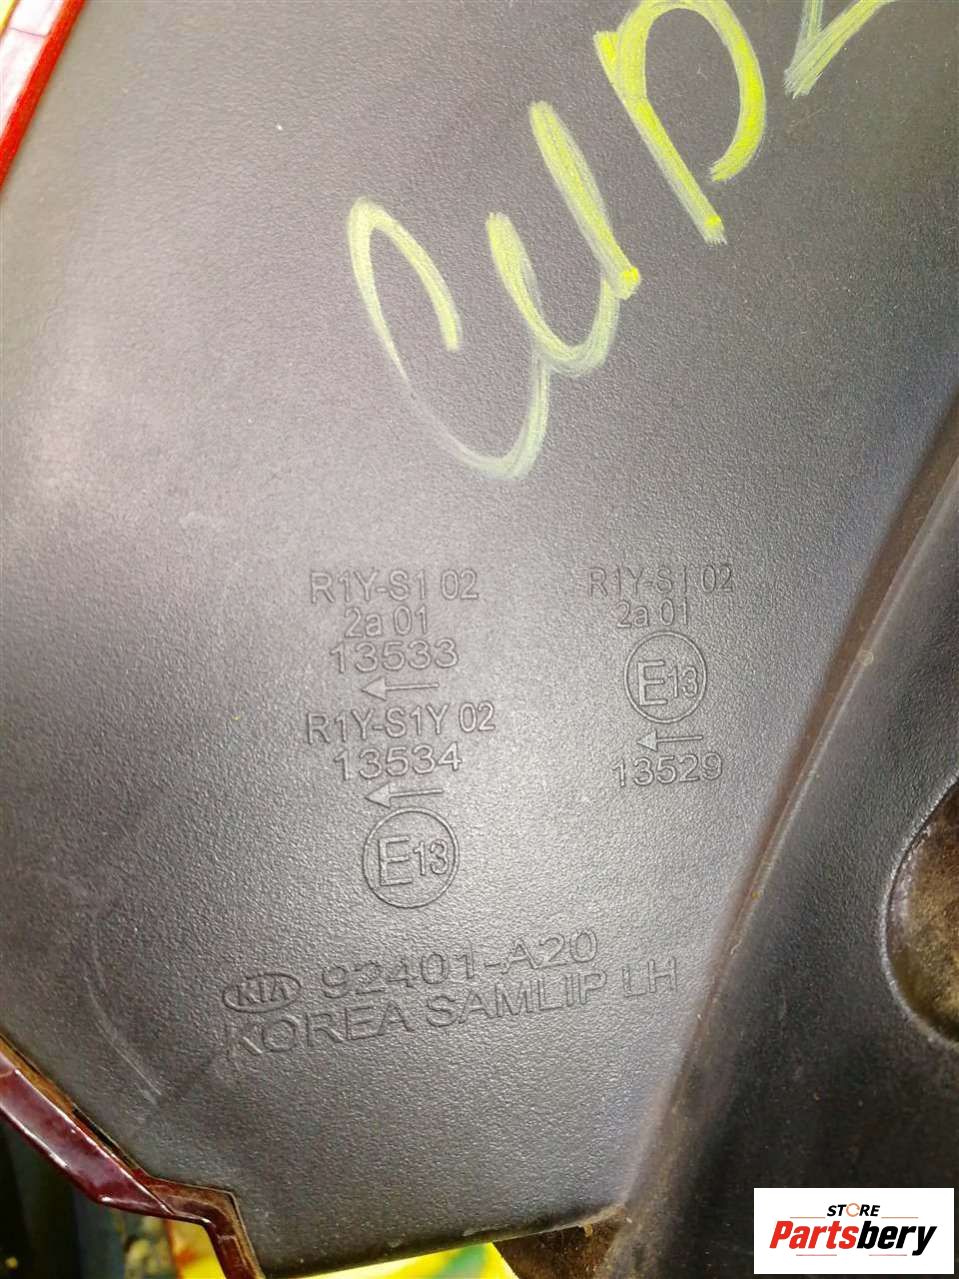 R1Y-S1 02
2a 01
13533
R1Y-S1Y 02
13534
E13
R1Y-S1 02
2a 01
E13
13529
KIA 92401-A20
KOREA SAMLIP LH
STORE
Partsbery